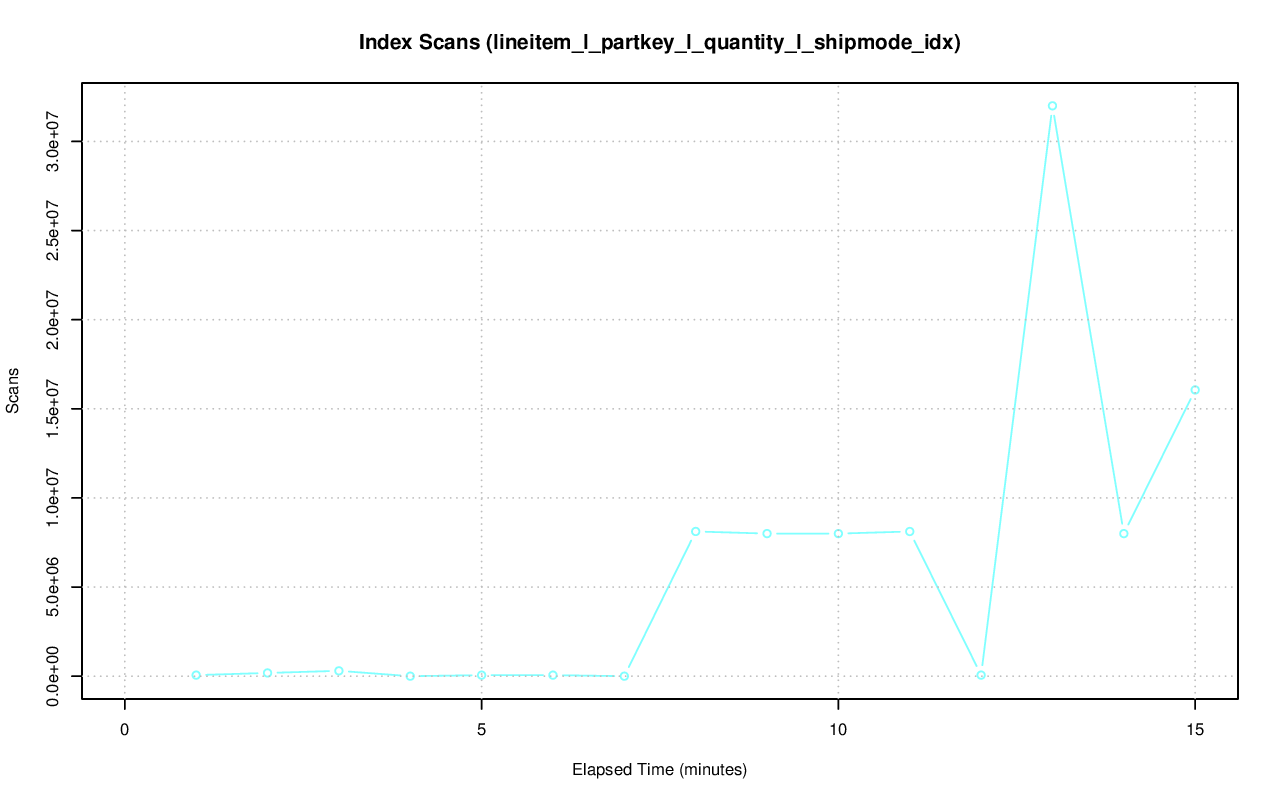 Index Scans (lineitem_l_partkey_l_quantity_l_shipmode_idx)
Scans
3.0e+07
2.5e+07
2.0e+07
1.5e+07
1.0e+07
5.0e+06
0.0e+00
0 5 10 15
Elapsed Time (minutes)